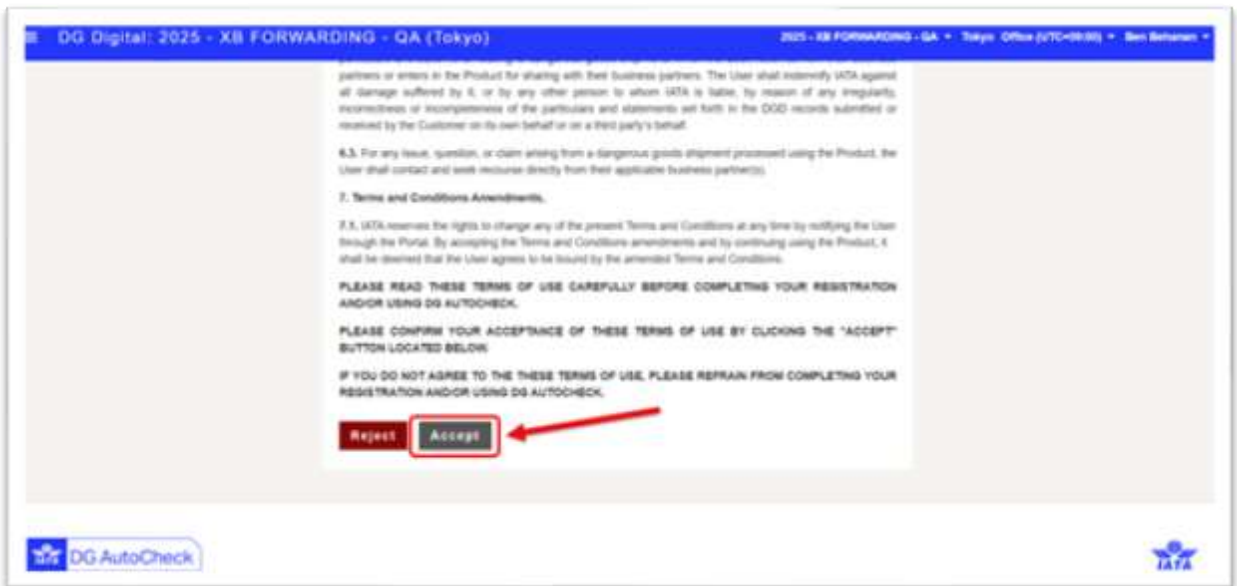 DG Digital: 2025 - XB FORWARDING - QA (Tokyo)
2025 - XB FORWARDING - QA Tokyo Office (UTC+09:00) Ben Behanan
partners or enters in the Product for sharing with their business partners. The User shall indemnify IATA against
all damage suffered by it, or by any other person to whom IATA is liable, by reason of any irregularity,
incorrectness or incompleteness of the particulars and statements set forth in the DGD records submitted or
received by the Customer on its own behalf or on a third party's behalf.
6.3. For any issue, question, or claim arising from a dangerous goods shipment processed using the Product, the
User shall contact and seek recourse directly from their applicable business partner(s).
7. Terms and Conditions Amendments.
7.1. IATA reserves the rights to change any of the present Terms and Conditions at any time by notifying the User
through the Portal. By accepting the Terms and Conditions amendments and by continuing using the Product, it
shall be deemed that the User agrees to be bound by the amended Terms and Conditions.
PLEASE READ THESE TERMS OF USE CAREFULLY BEFORE COMPLETING YOUR REGISTRATION
AND/OR USING DG AUTOCHECK.
PLEASE CONFIRM YOUR ACCEPTANCE OF THESE TERMS OF USE BY CLICKING THE "ACCEPT"
BUTTON LOCATED BELOW.
IF YOU DO NOT AGREE TO THE THESE TERMS OF USE, PLEASE REFRAIN FROM COMPLETING YOUR
REGISTRATION AND/OR USING DG AUTOCHECK.
Reject Accept
IATA DG AutoCheck
IATA